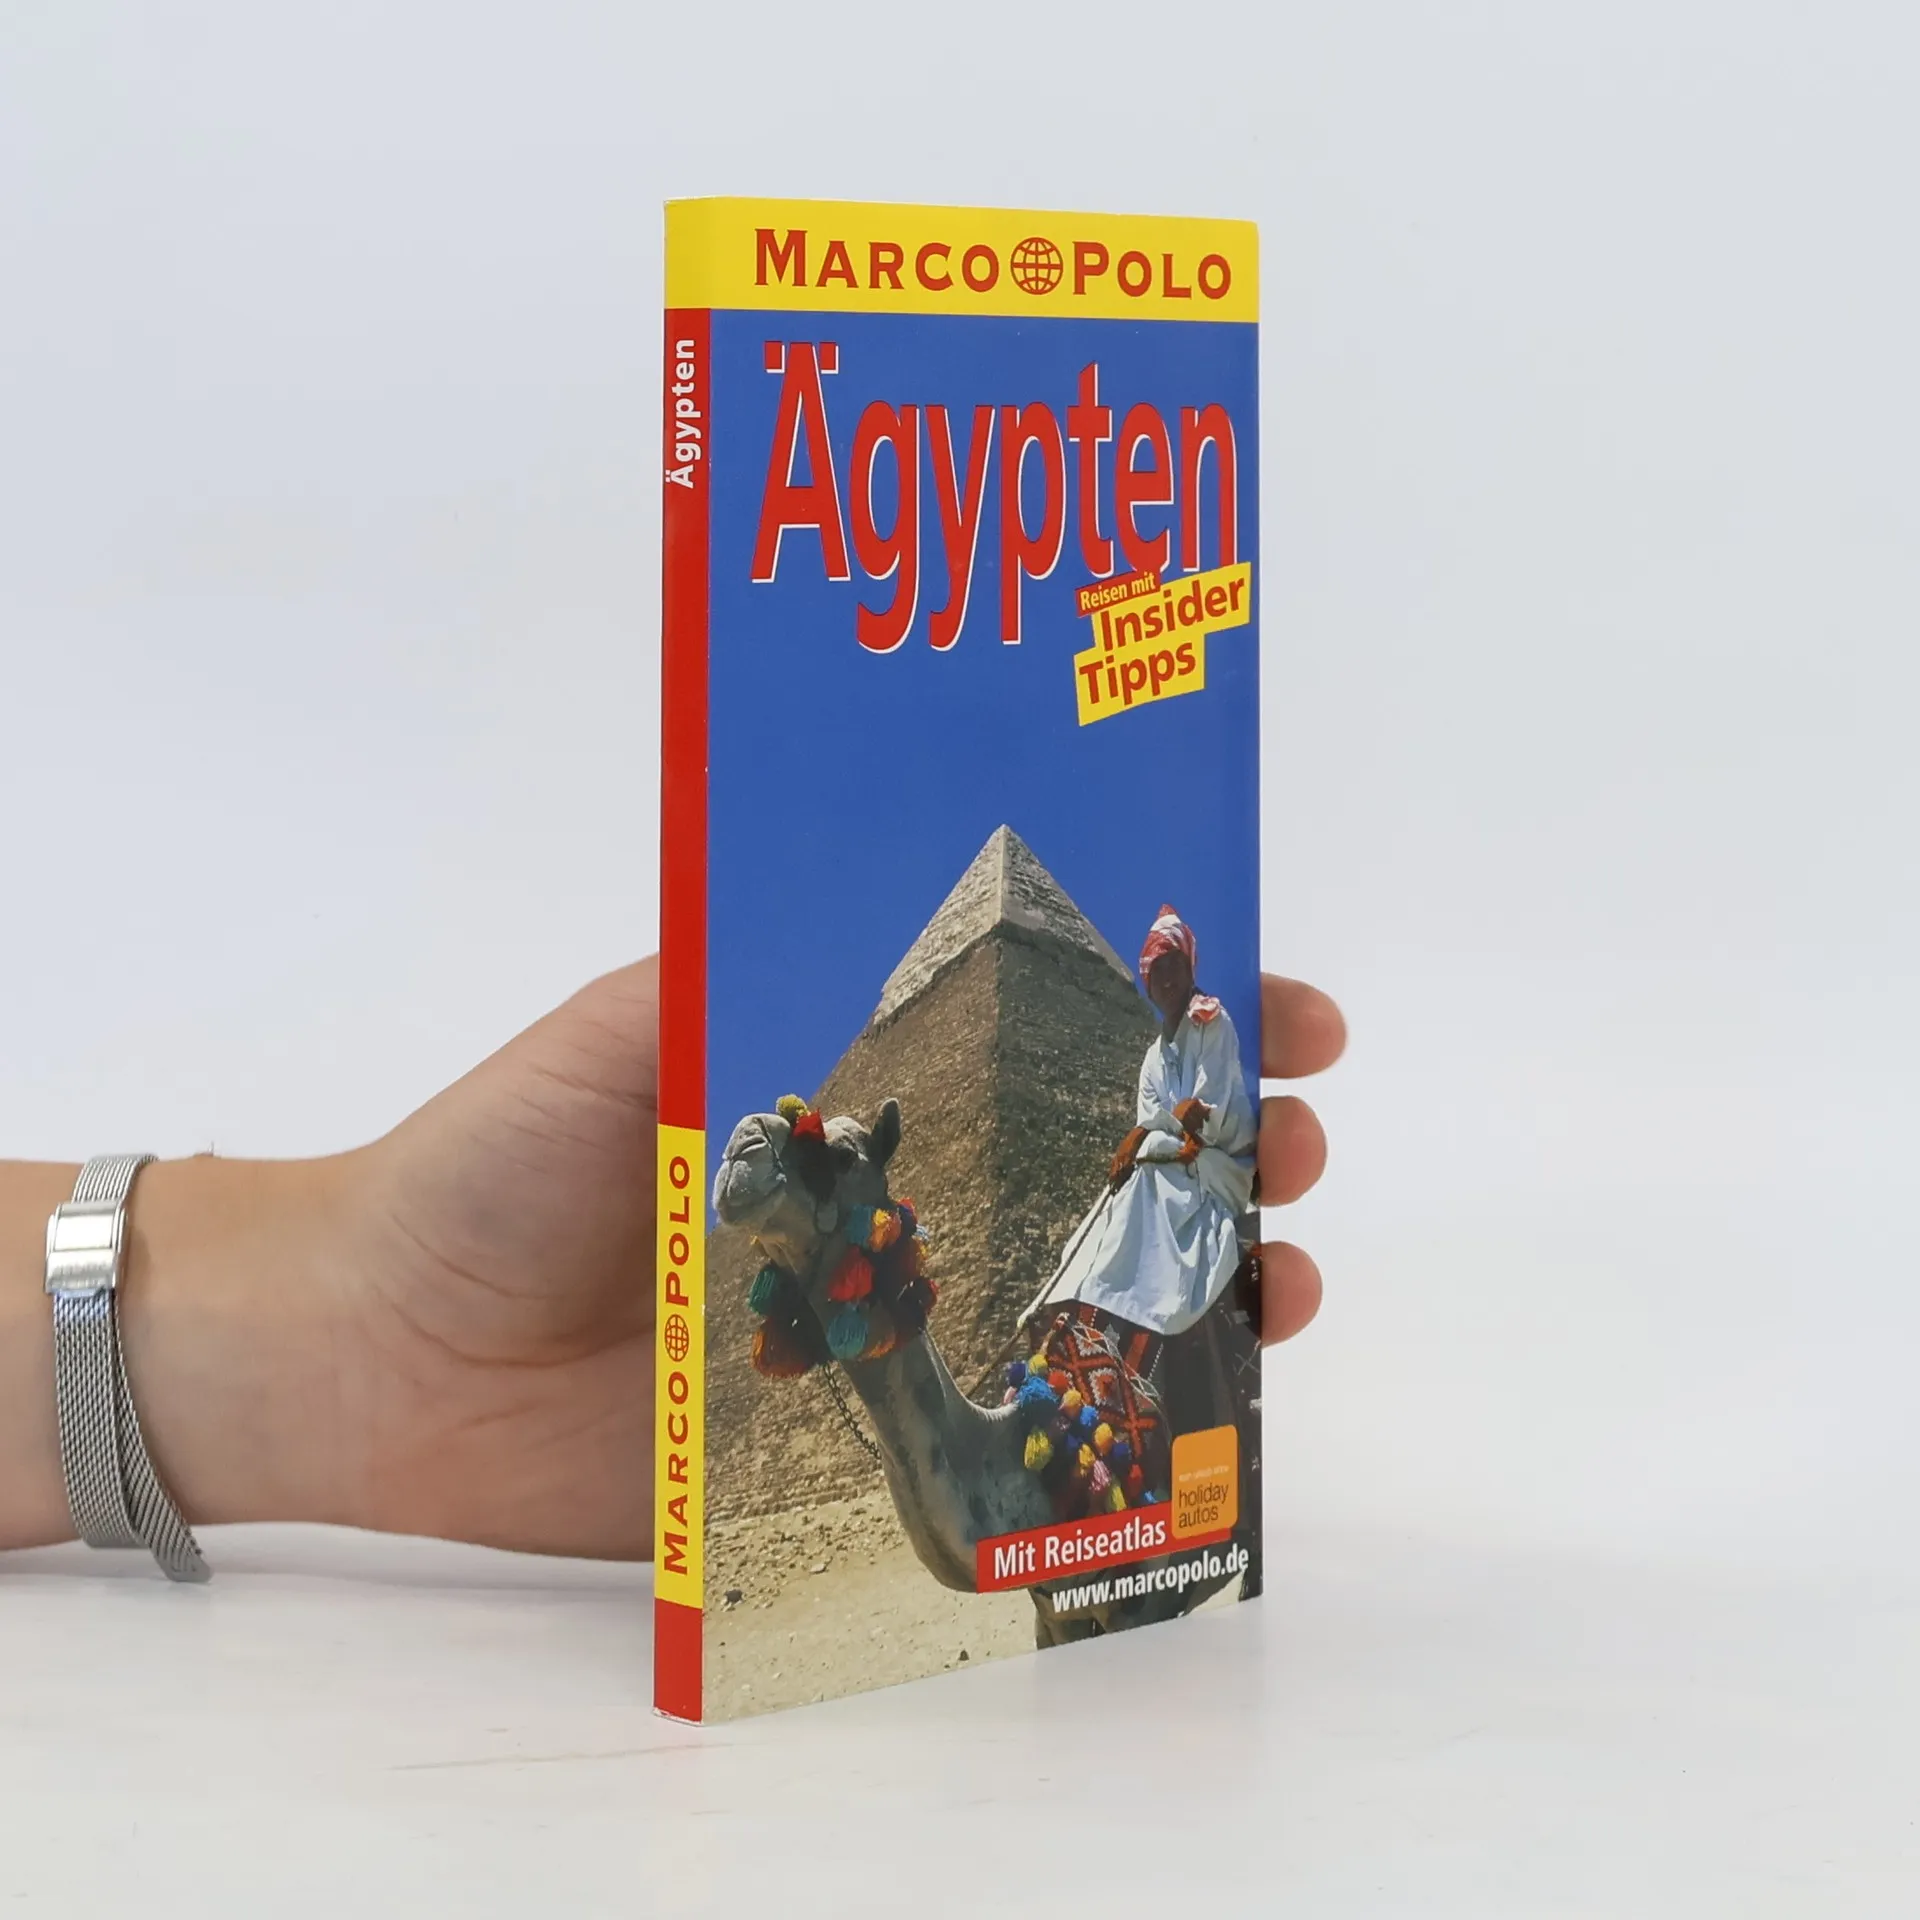 MARCO POLO
Ägypten
Reisen mit
Insider
Tipps
Mit Reiseatlas
holiday
autos
www.marcopolo.de
Ägypten
MARCO POLO